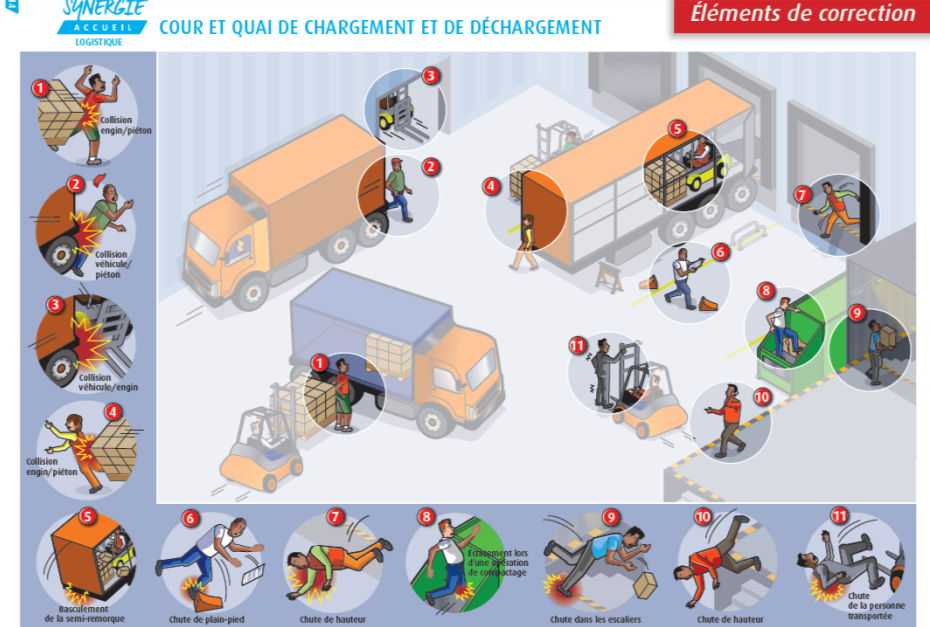 SYNERGIE
ACCUEIL
LOGISTIQUE
COUR ET QUAI DE CHARGEMENT ET DE DÉCHARGEMENT
Éléments de correction
1
Collision
engin/piéton
2
Collision
véhicule/
piéton
3
Collision
véhicule/engin
4
Collision
engin/piéton
3
2
5
4
7
6
8
9
11
1
10
5
Basculement
de la semi-remorque
6
Chute de plain-pied
7
Chute de hauteur
8
Ecrasement lors
d'une opération
de compactage
9
Chute dans les escaliers
10
Chute de hauteur
11
Chute
de la personne
transportée